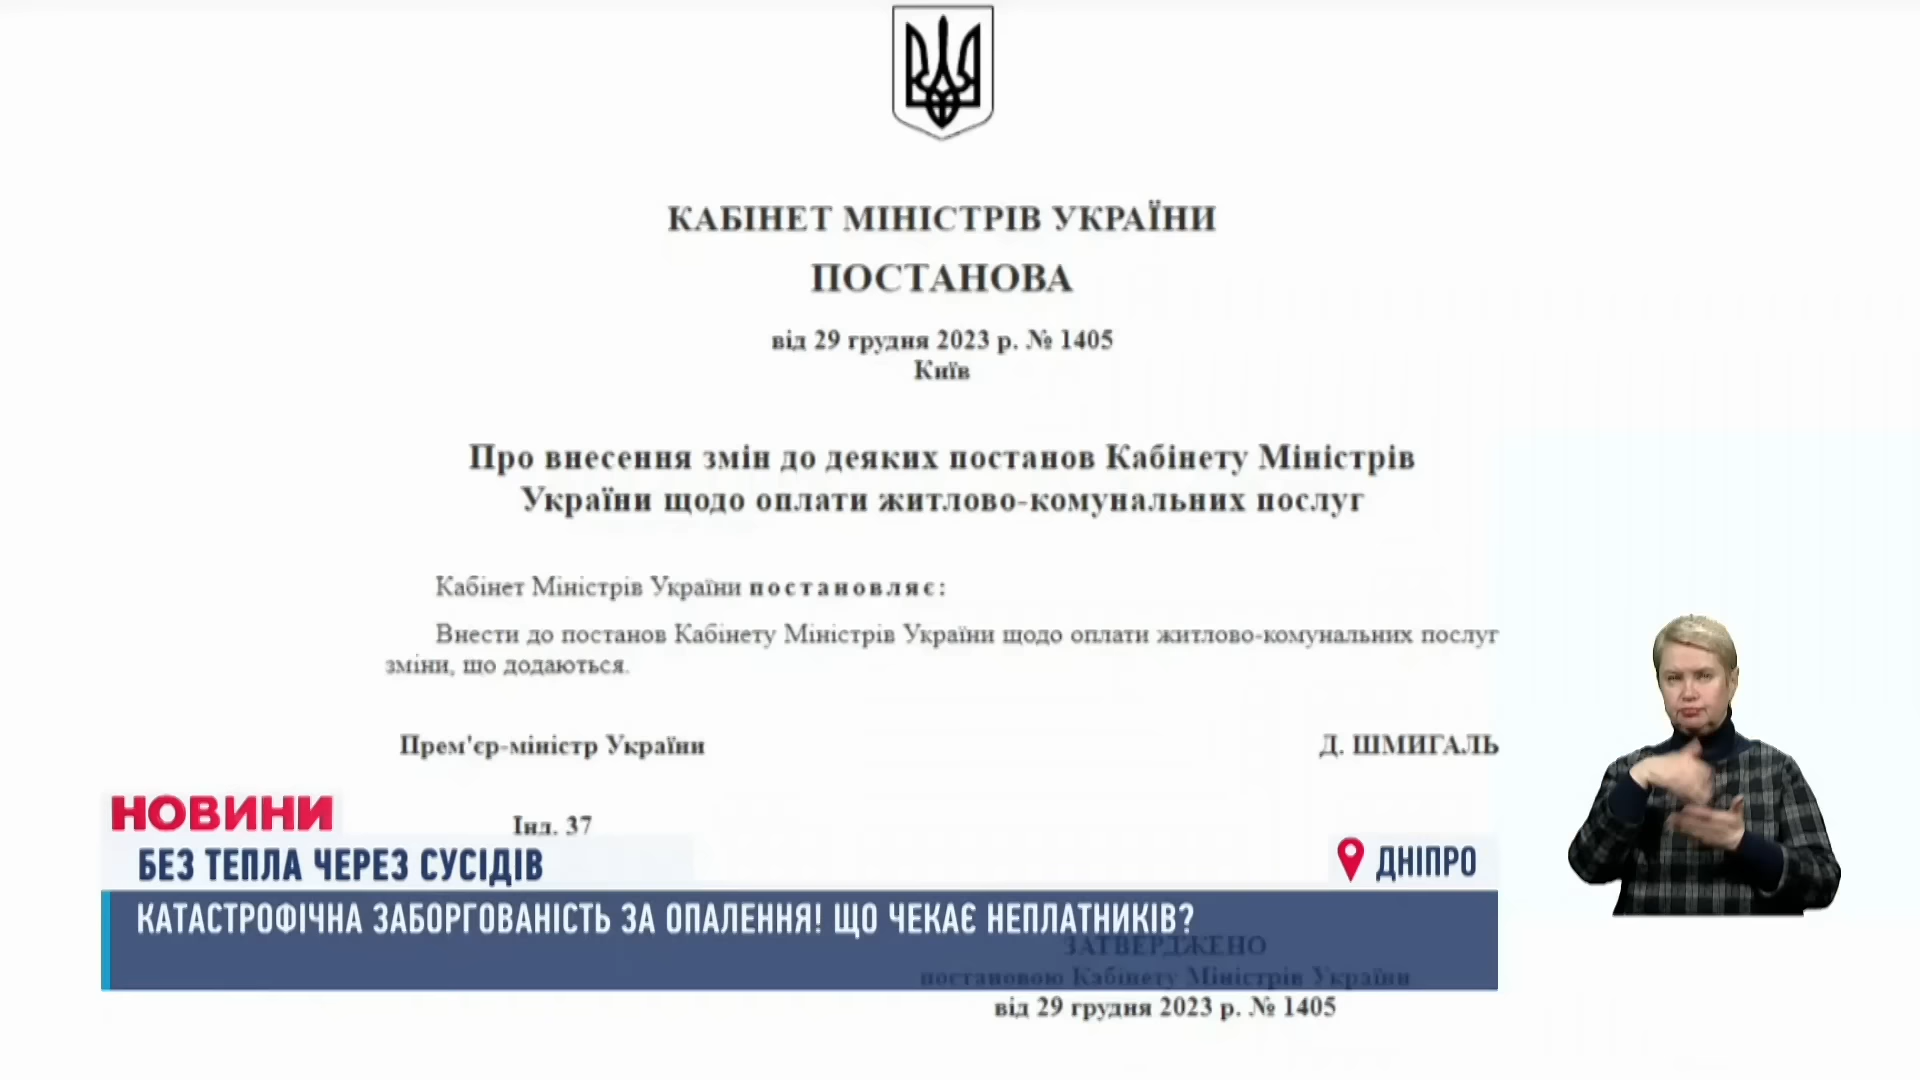 КАБІНЕТ МІНІСТРІВ УКРАЇНИ
ПОСТАНОВА
від 29 грудня 2023 р. № 1405
Київ
Про внесення змін до деяких постанов Кабінету Міністрів
України щодо оплати житлово-комунальних послуг
Кабінет Міністрів України постановляє:
Внести до постанов Кабінету Міністрів України щодо оплати житлово-комунальних послуг
зміни, що додаються.
Прем'єр-міністр України Д. ШМИГАЛЬ
Інд. 37
НОВИНИ
БЕЗ ТЕПЛА ЧЕРЕЗ СУСІДІВ
ДНІПРО
КАТАСТРОФІЧНА ЗАБОРГОВАНІСТЬ ЗА ОПАЛЕННЯ! ЩО ЧЕКАЄ НЕПЛАТНИКІВ?
ЗАТВЕРДЖЕНО
постановою Кабінету Міністрів України
від 29 грудня 2023 р. № 1405